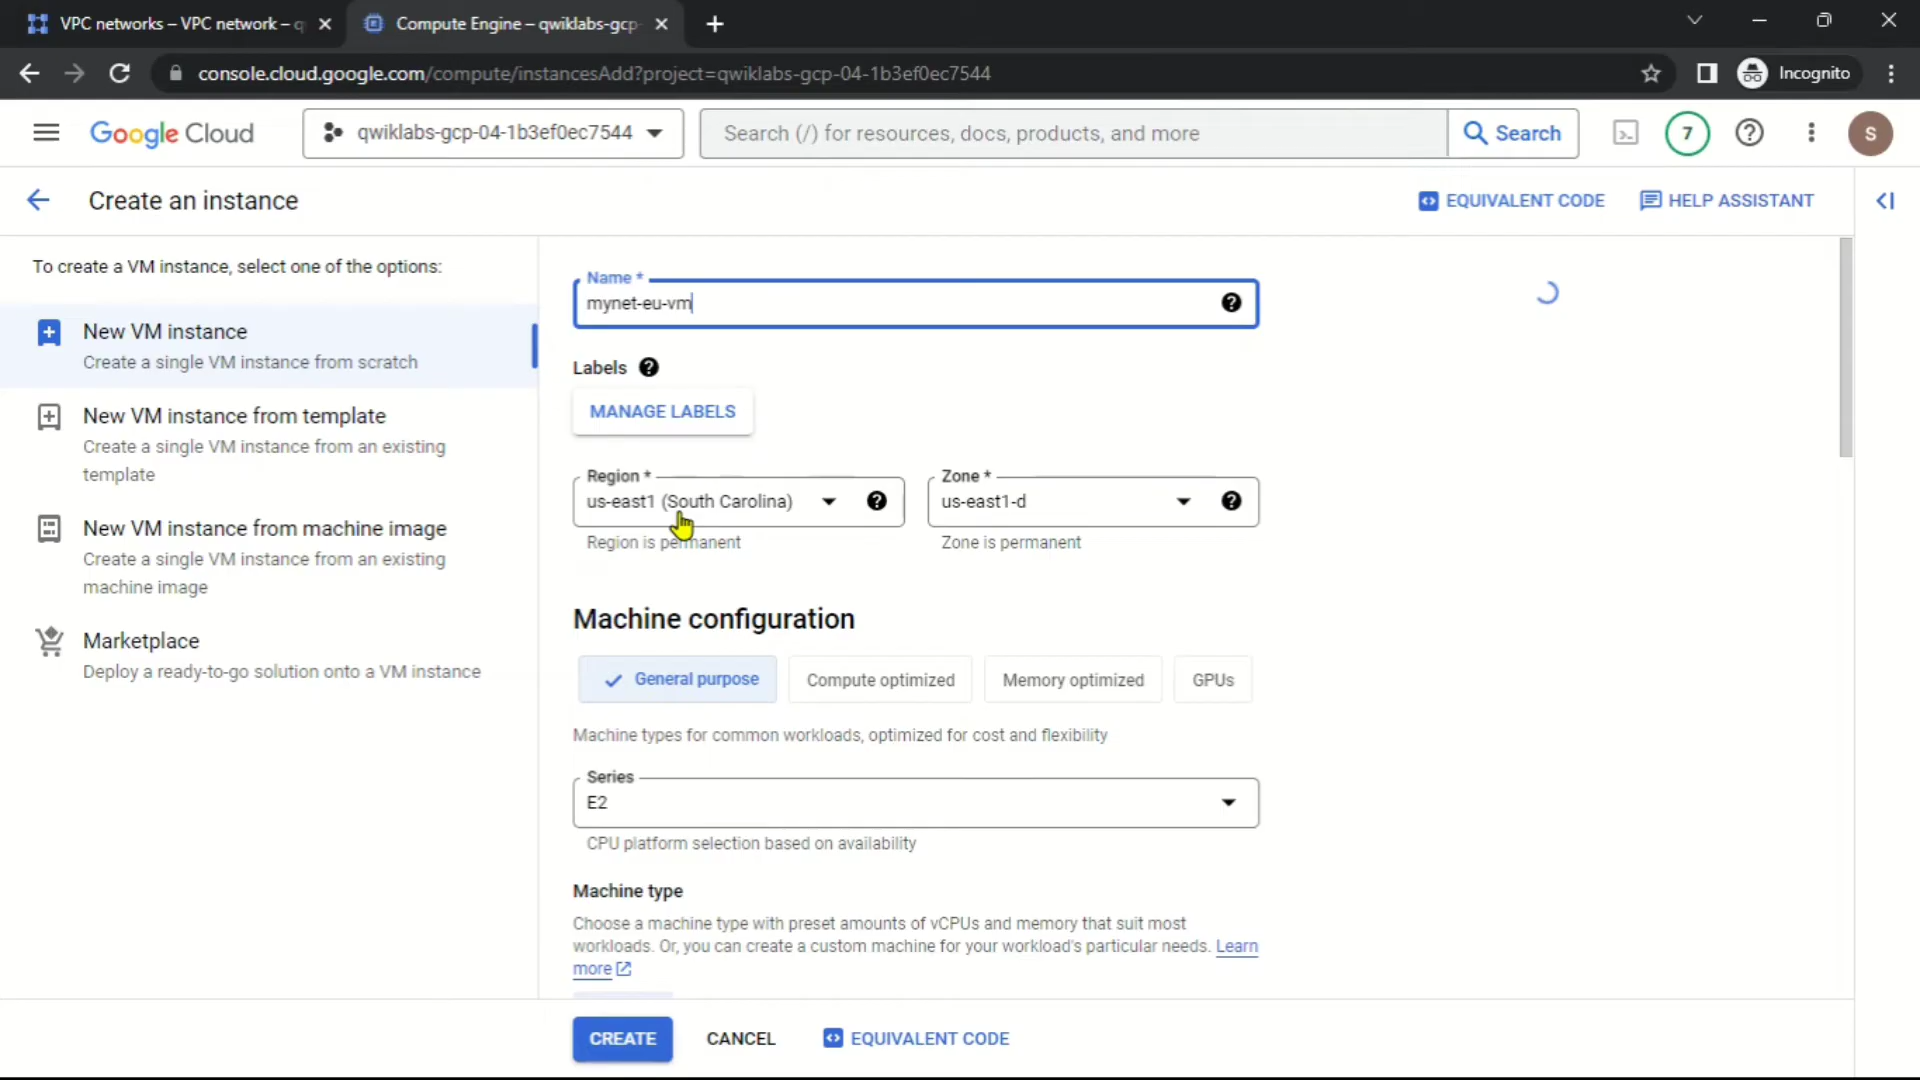 VPC networks – VPC network – q
Compute Engine – qwiklabs-gcp-
console.cloud.google.com/compute/instancesAdd?project=qwiklabs-gcp-04-1b3ef0ec7544
Incognito
Google Cloud
qwiklabs-gcp-04-1b3ef0ec7544
Search (/) for resources, docs, products, and more
Search
7
S
Create an instance
EQUIVALENT CODE
HELP ASSISTANT
To create a VM instance, select one of the options:
New VM instance
Create a single VM instance from scratch
New VM instance from template
Create a single VM instance from an existing
template
New VM instance from machine image
Create a single VM instance from an existing
machine image
Marketplace
Deploy a ready-to-go solution onto a VM instance
Name *
mynet-eu-vm
Labels
MANAGE LABELS
Region *
us-east1 (South Carolina)
Region is permanent
Zone *
us-east1-d
Zone is permanent
Machine configuration
General purpose
Compute optimized
Memory optimized
GPUs
Machine types for common workloads, optimized for cost and flexibility
Series
E2
CPU platform selection based on availability
Machine type
Choose a machine type with preset amounts of vCPUs and memory that suit most
workloads. Or, you can create a custom machine for your workload's particular needs. Learn
more
CREATE
CANCEL
EQUIVALENT CODE